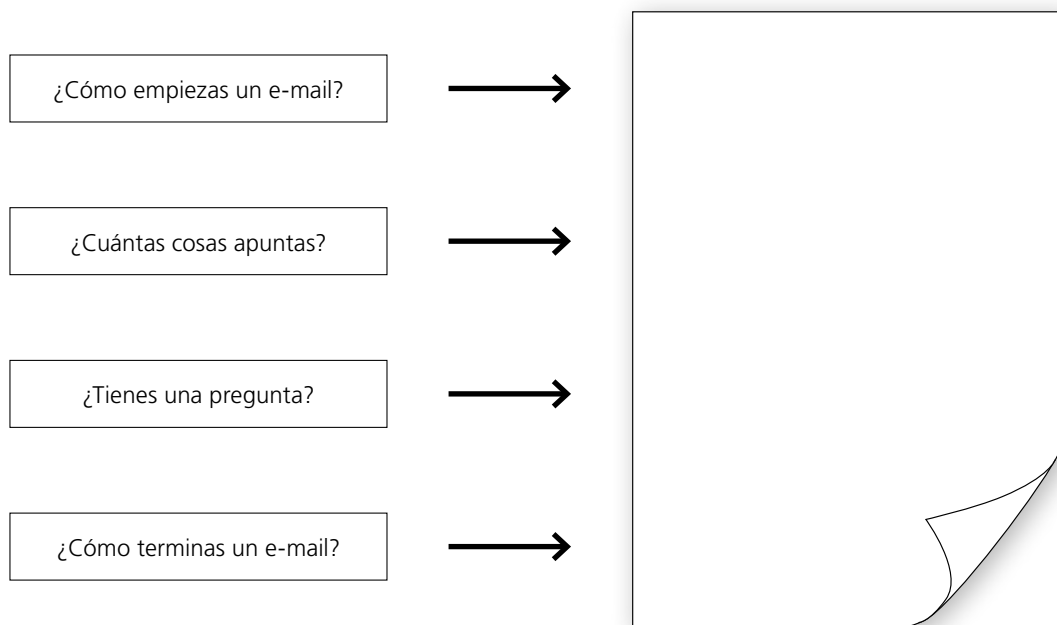 ¿Cómo empiezas un e-mail?
¿Cuántas cosas apuntas?
¿Tienes una pregunta?
¿Cómo terminas un e-mail?